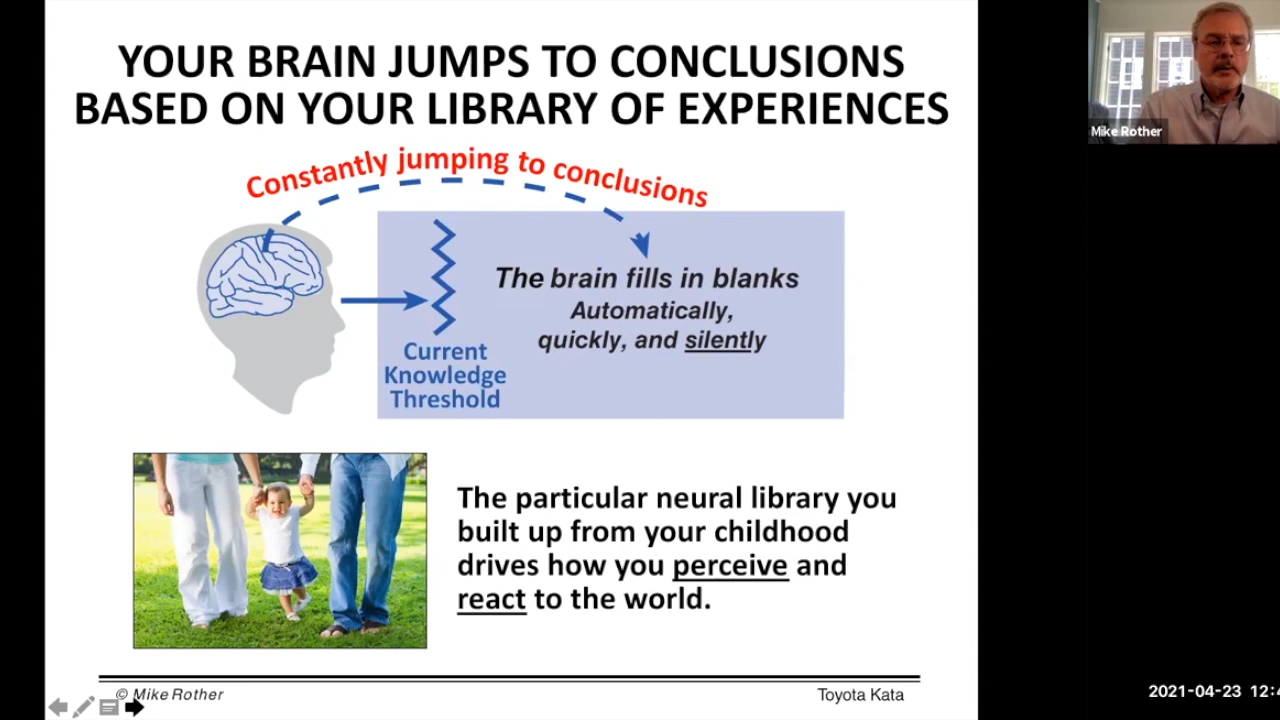 YOUR BRAIN JUMPS TO CONCLUSIONS
BASED ON YOUR LIBRARY OF EXPERIENCES
Constantly jumping to conclusions
The brain fills in blanks
Automatically,
quickly, and silently
Current
Knowledge
Threshold
The particular neural library you
built up from your childhood
drives how you perceive and
react to the world.
© Mike Rother
Toyota Kata
Mike Rother
2021-04-23 12:4